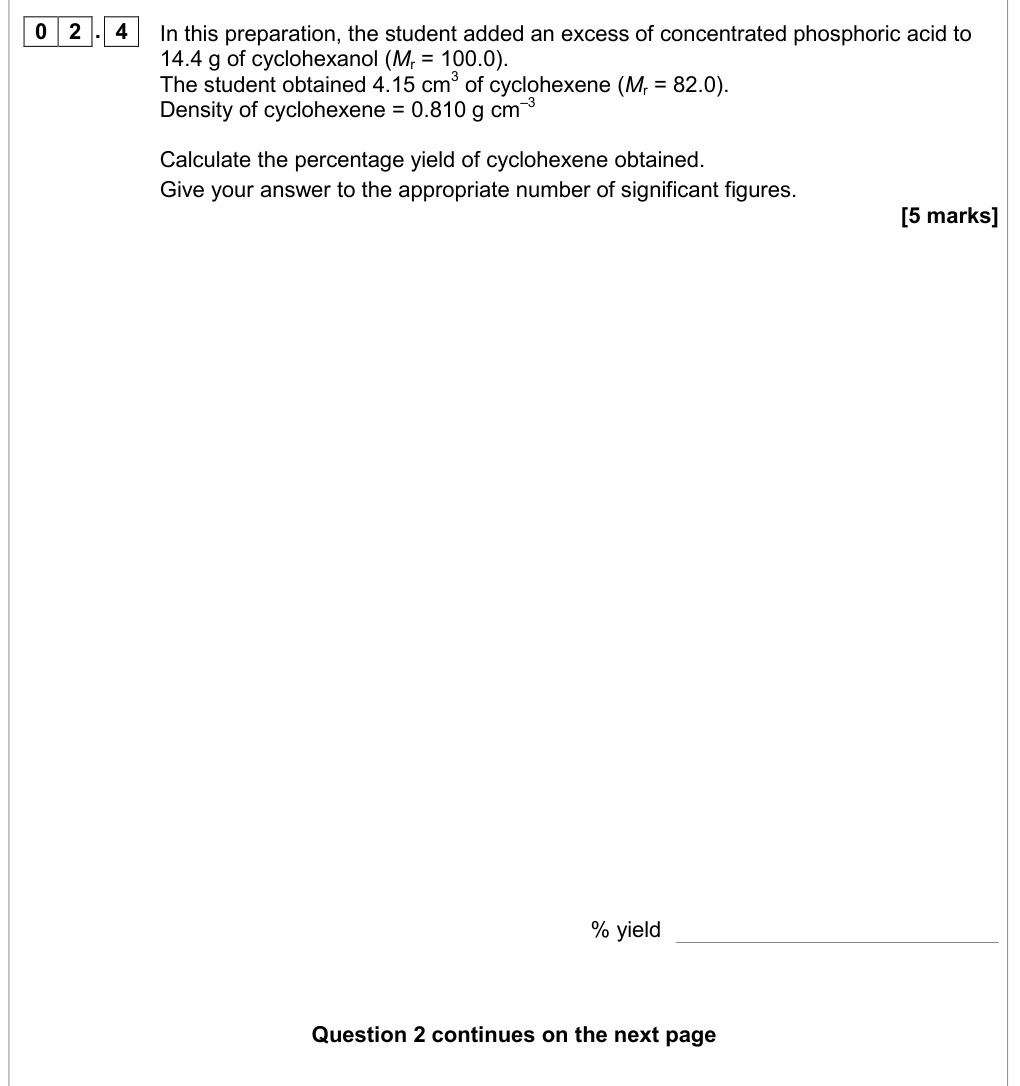 0 2 . 4 In this preparation, the student added an excess of concentrated phosphoric acid to
14.4 g of cyclohexanol (Mr = 100.0).
The student obtained 4.15 cm³ of cyclohexene (Mr = 82.0).
Density of cyclohexene = 0.810 g cm⁻³
Calculate the percentage yield of cyclohexene obtained.
Give your answer to the appropriate number of significant figures.
[5 marks]
% yield
Question 2 continues on the next page